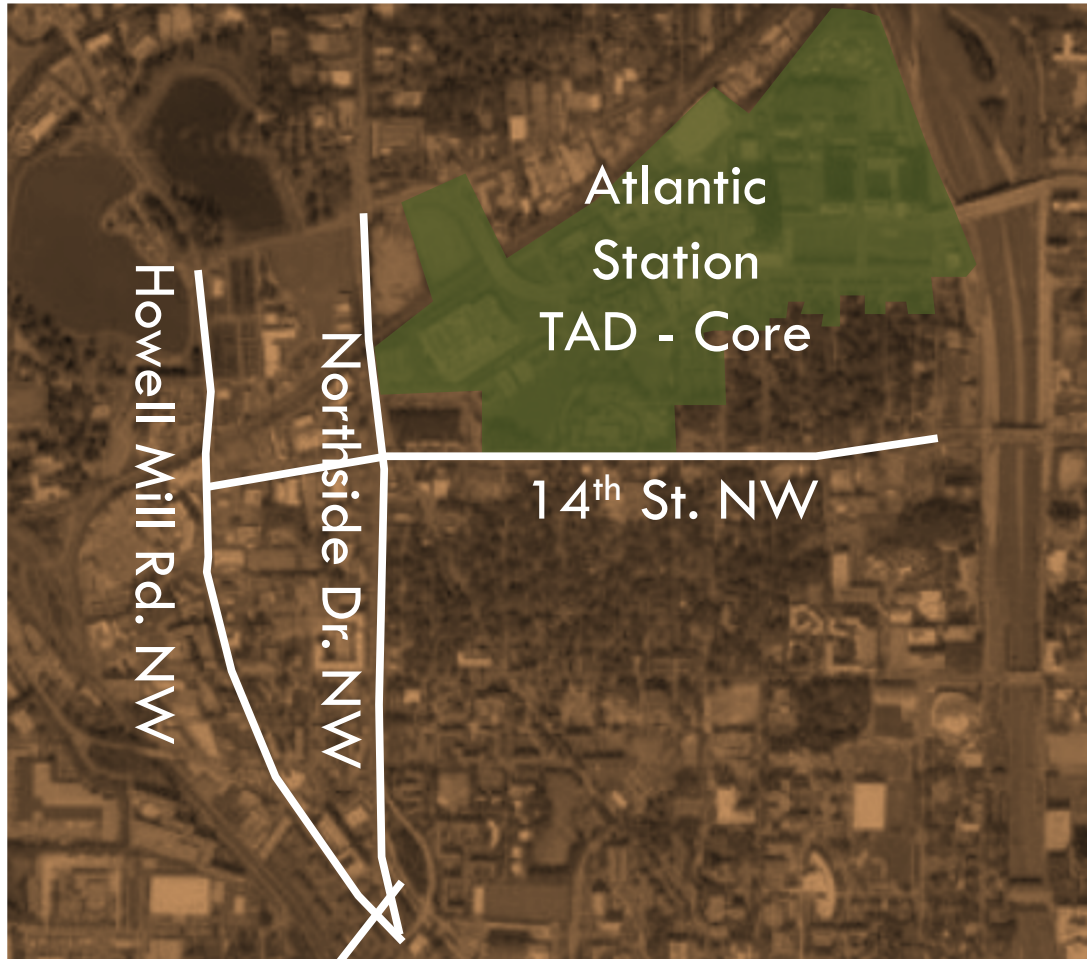 Atlantic
Station
TAD - Core
Howell Mill Rd. NW
Northside Dr. NW
14th St. NW